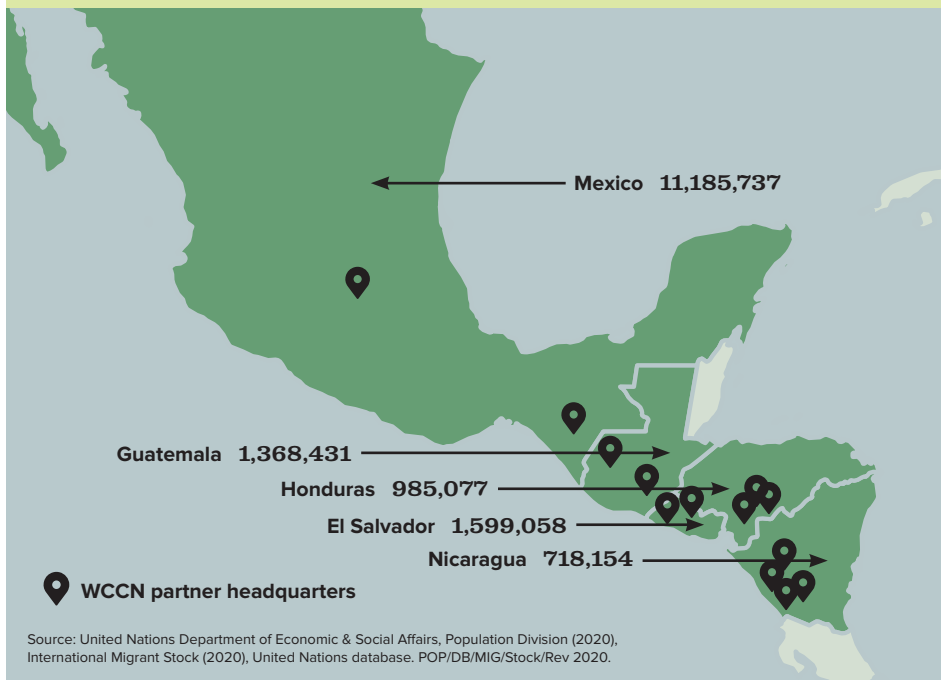 Mexico 11,185,737
Guatemala 1,368,431
Honduras 985,077
El Salvador 1,599,058
Nicaragua 718,154
WCCN partner headquarters
Source: United Nations Department of Economic & Social Affairs, Population Division (2020),
International Migrant Stock (2020), United Nations database. POP/DB/MIG/Stock/Rev 2020.